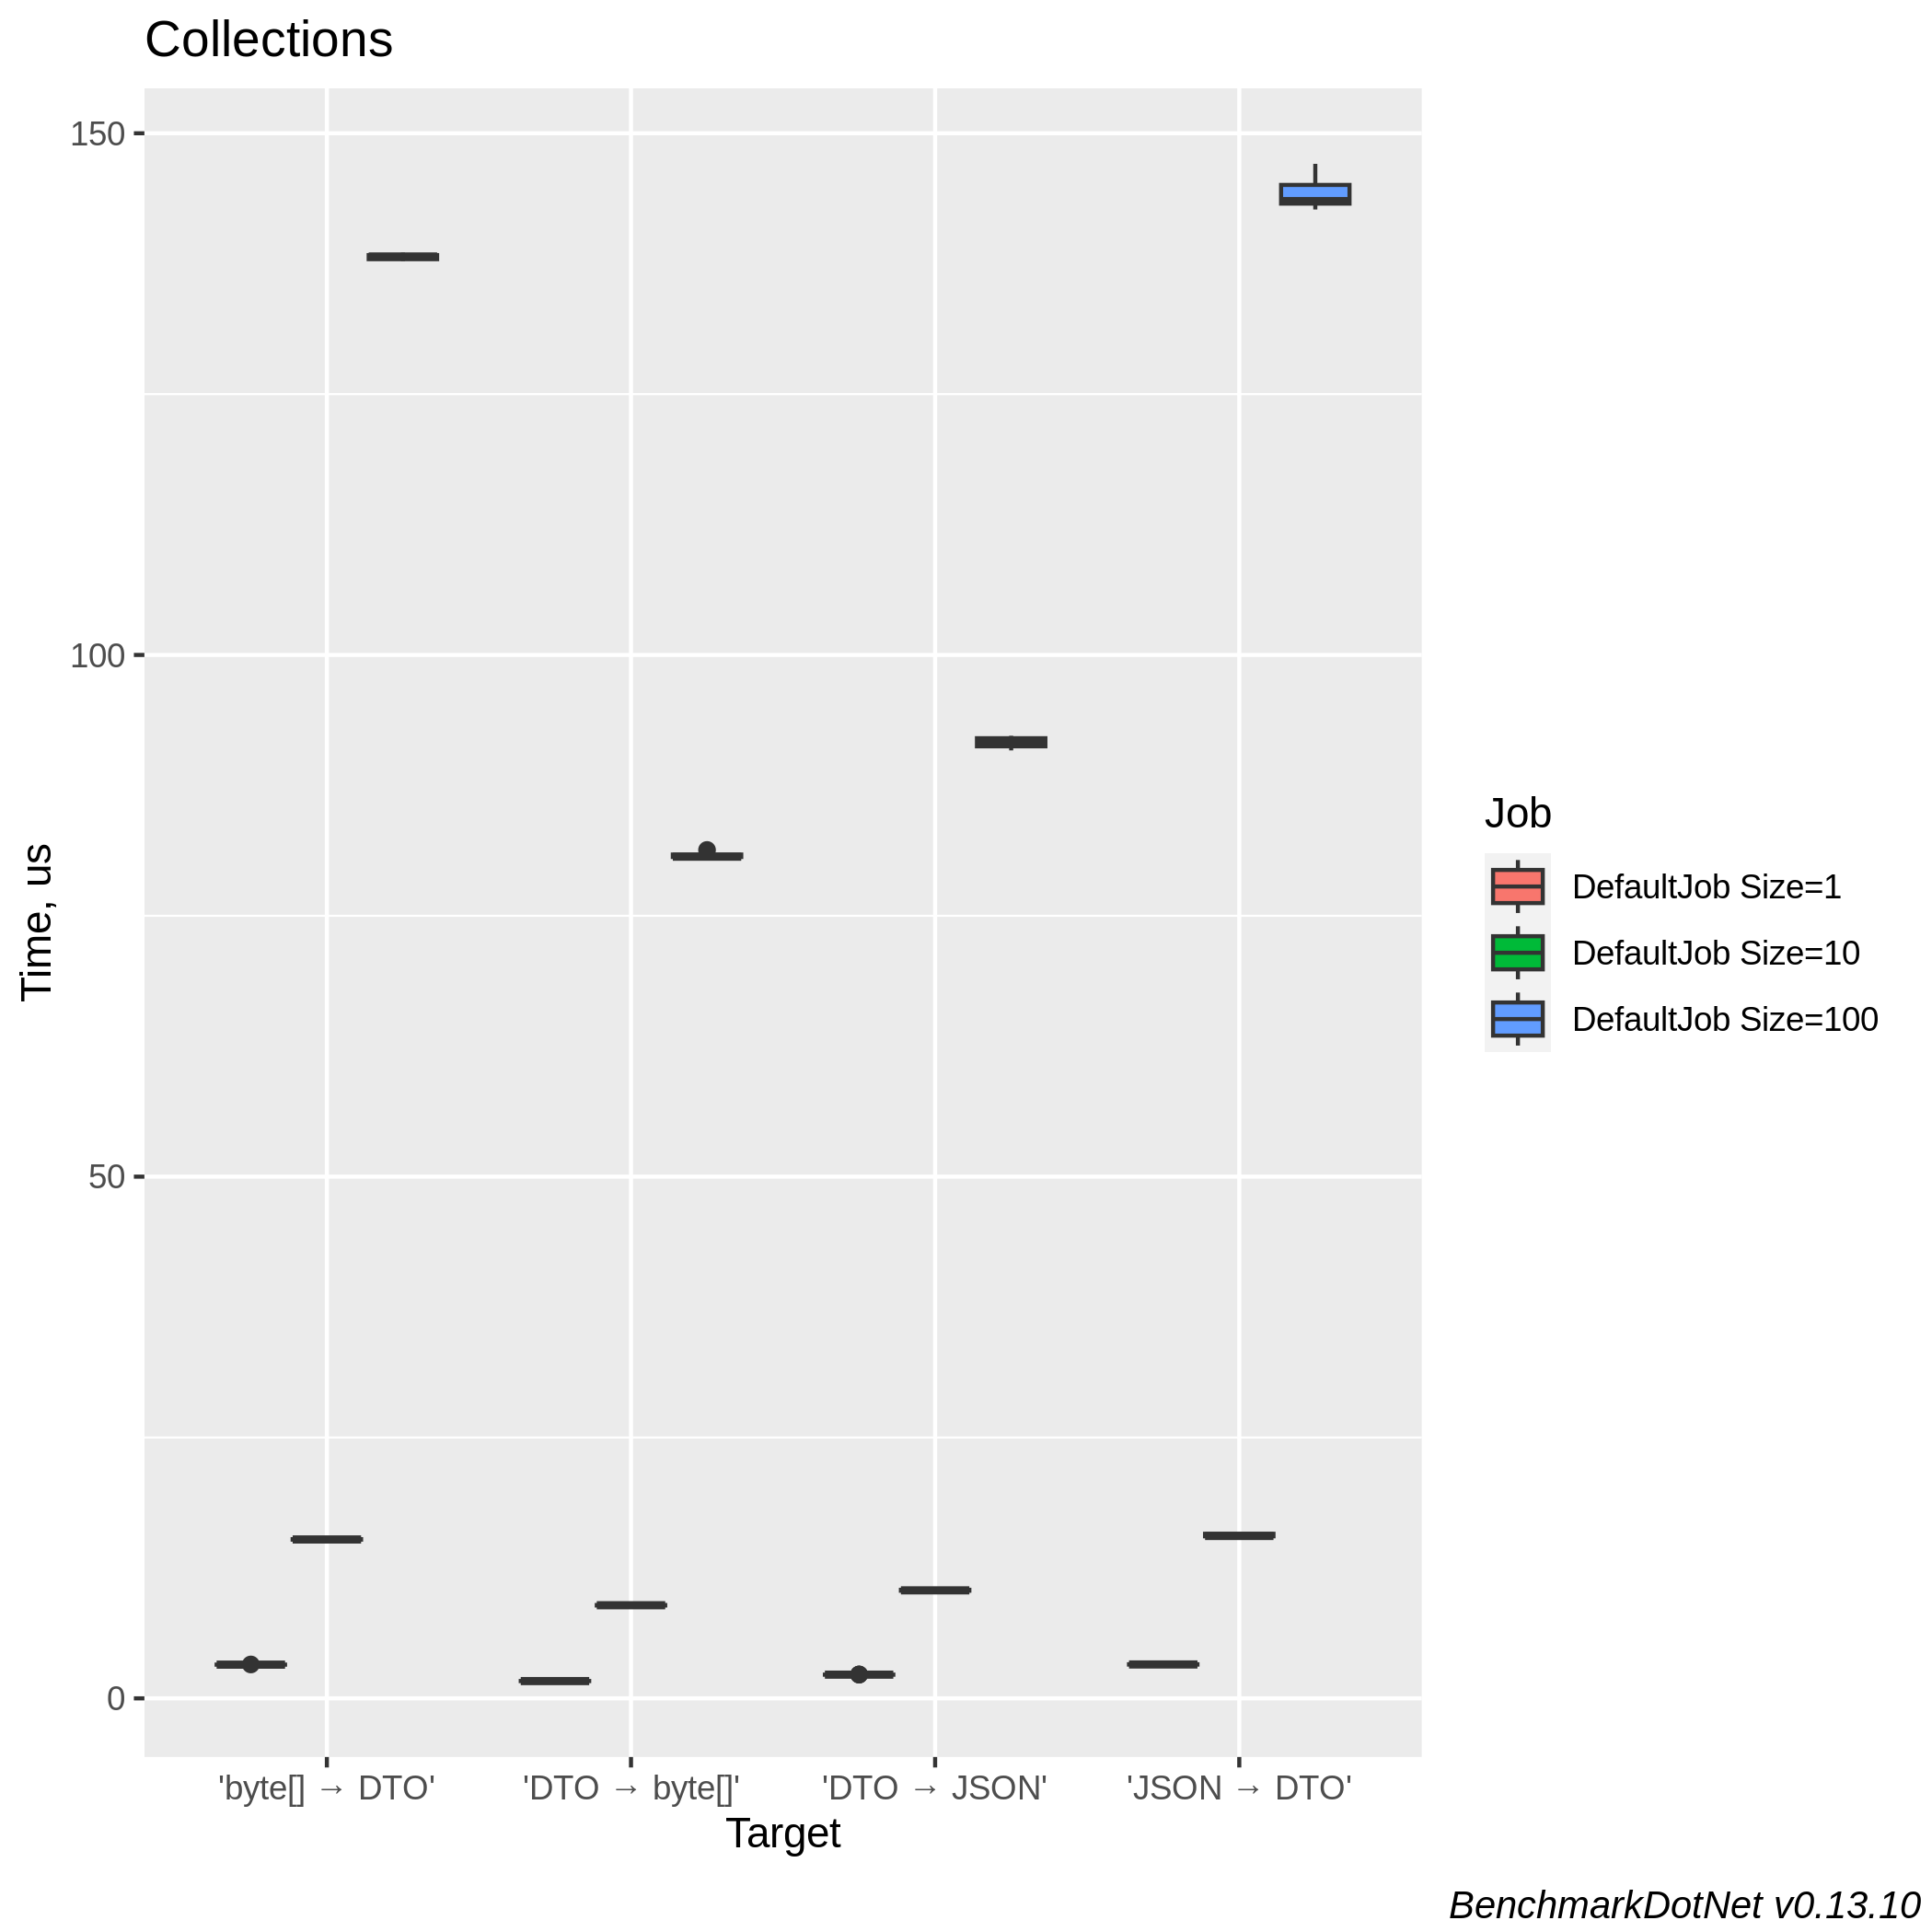 Collections
150
100
50
0
Time, us
'byte[] → DTO'
'DTO → byte[]'
'DTO → JSON'
'JSON → DTO'
Target
Job
DefaultJob Size=1
DefaultJob Size=10
DefaultJob Size=100
BenchmarkDotNet v0.13.10